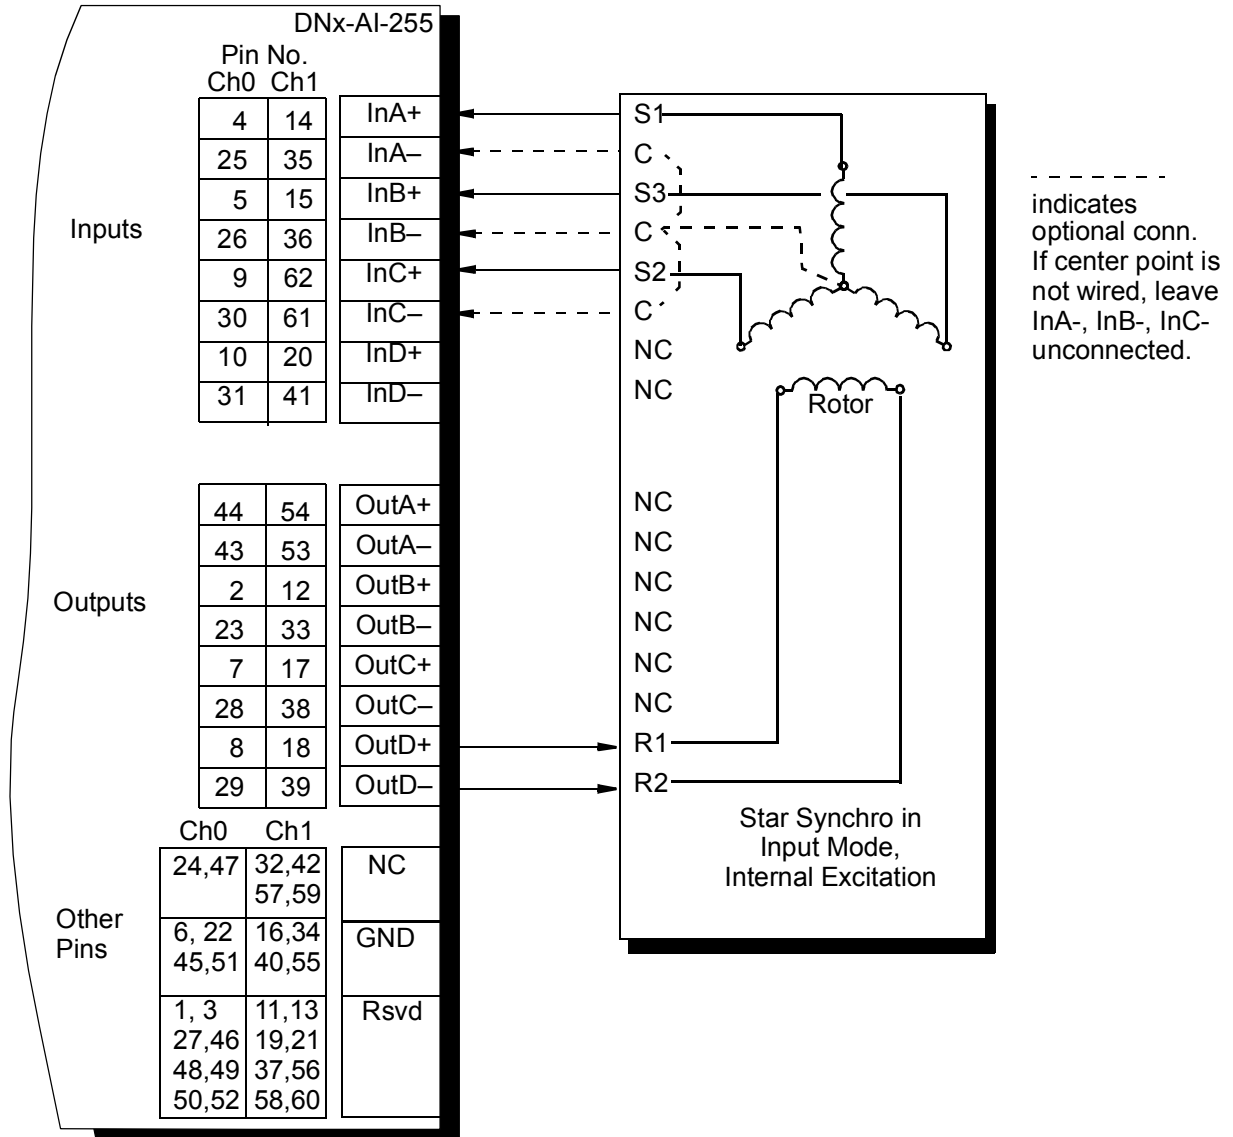 DNx-AI-255
Pin No.
Ch0 Ch1
Inputs
4 14 InA+
25 35 InA–
5 15 InB+
26 36 InB–
9 62 InC+
30 61 InC–
10 20 InD+
31 41 InD–
Outputs
44 54 OutA+
43 53 OutA–
2 12 OutB+
23 33 OutB–
7 17 OutC+
28 38 OutC–
8 18 OutD+
29 39 OutD–
Ch0 Ch1
Other
Pins
24,47 32,42 NC
57,59
6, 22 16,34 GND
45,51 40,55
1, 3 11,13 Rsvd
27,46 19,21
48,49 37,56
50,52 58,60
S1
C
S3
C
S2
C
NC
NC
Rotor
NC
NC
NC
NC
NC
NC
R1
R2
Star Synchro in
Input Mode,
Internal Excitation
indicates
optional conn.
If center point is
not wired, leave
InA-, InB-, InC-
unconnected.